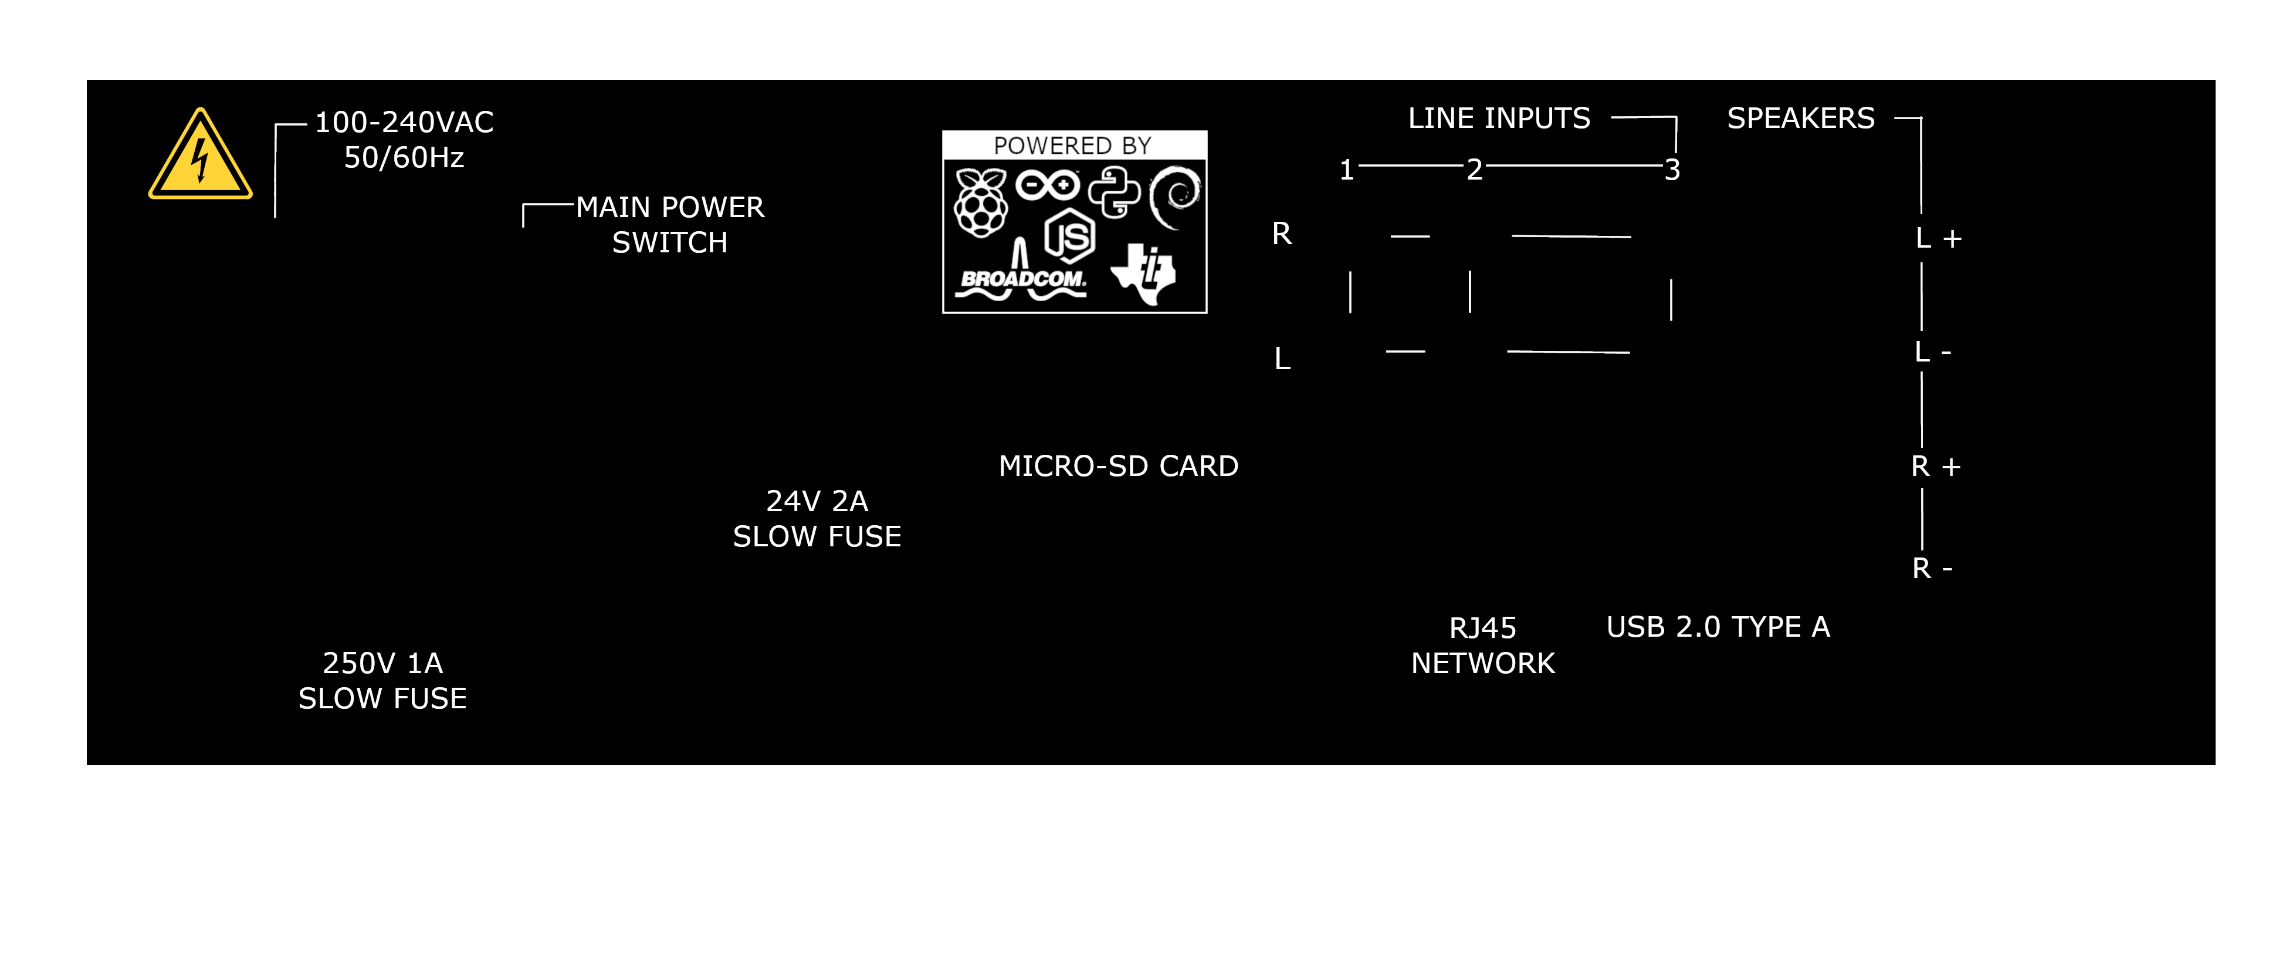 100-240VAC
50/60Hz
MAIN POWER
SWITCH
POWERED BY
JS
BROADCOM
LINE INPUTS
1 2 3
R
L
SPEAKERS
L +
L -
R +
R -
MICRO-SD CARD
24V 2A
SLOW FUSE
250V 1A
SLOW FUSE
RJ45
NETWORK
USB 2.0 TYPE A